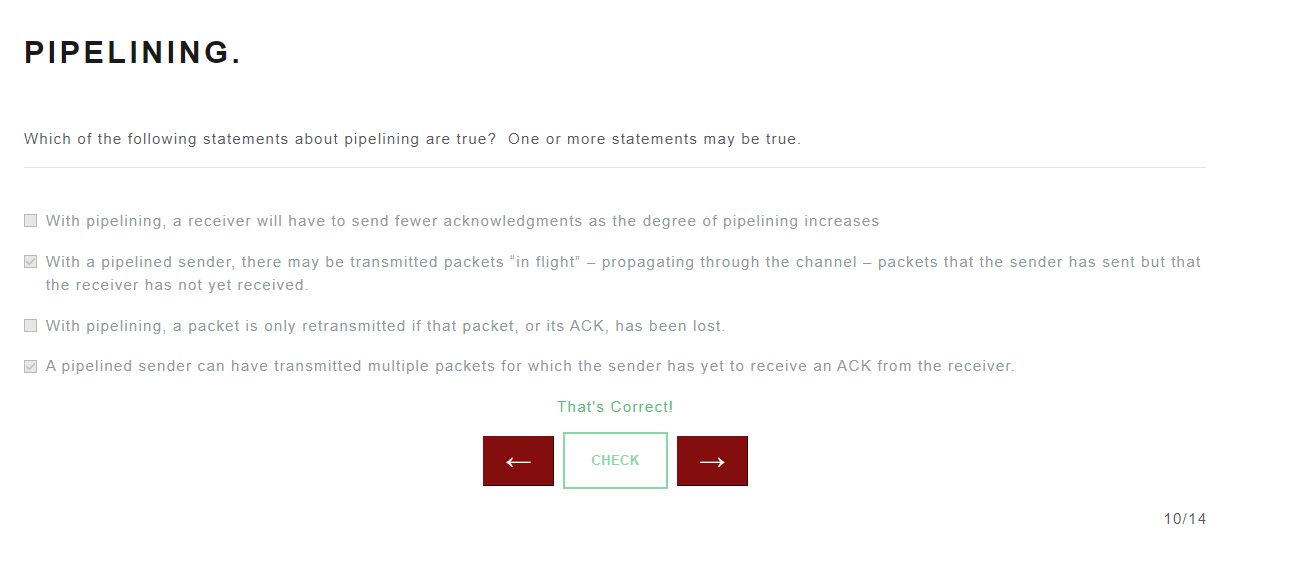 PIPELINING.
Which of the following statements about pipelining are true?  One or more statements may be true.
With pipelining, a receiver will have to send fewer acknowledgments as the degree of pipelining increases
With a pipelined sender, there may be transmitted packets “in flight” – propagating through the channel – packets that the sender has sent but that
the receiver has not yet received.
With pipelining, a packet is only retransmitted if that packet, or its ACK, has been lost.
A pipelined sender can have transmitted multiple packets for which the sender has yet to receive an ACK from the receiver.
That's Correct!
← CHECK →
10/14